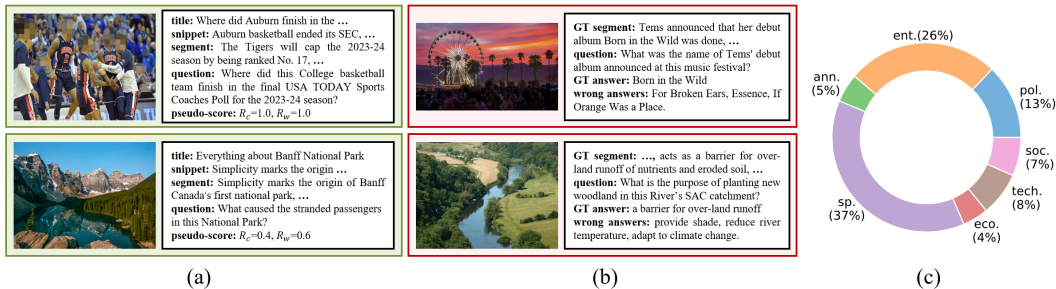 title: Where did Auburn finish in the ...
snippet: Auburn basketball ended its SEC, ...
segment: The Tigers will cap the 2023-24
season by being ranked No. 17, ...
question: Where did this College basketball
team finish in the final USA TODAY Sports
Coaches Poll for the 2023-24 season?
pseudo-score: Rc=1.0, Rw=1.0
title: Everything about Banff National Park
snippet: Simplicity marks the origin ...
segment: Simplicity marks the origin of Banff
Canada's first national park, ...
question: What caused the stranded passengers
in this National Park?
pseudo-score: Rc=0.4, Rw=0.6
(a)
GT segment: Tems announced that her debut
album Born in the Wild was done, ...
question: What was the name of Tems' debut
album announced at this music festival?
GT answer: Born in the Wild
wrong answers: For Broken Ears, Essence, If
Orange Was a Place.
GT segment: ..., acts as a barrier for over-
land runoff of nutrients and eroded soil, ...
question: What is the purpose of planting new
woodland in this River's SAC catchment?
GT answer: a barrier for over-land runoff
wrong answers: provide shade, reduce river
temperature, adapt to climate change.
(b)
ent.(26%)
ann.
(5%)
pol.
(13%)
soc.
(7%)
tech.
(8%)
eco.
(4%)
sp.
(37%)
(c)